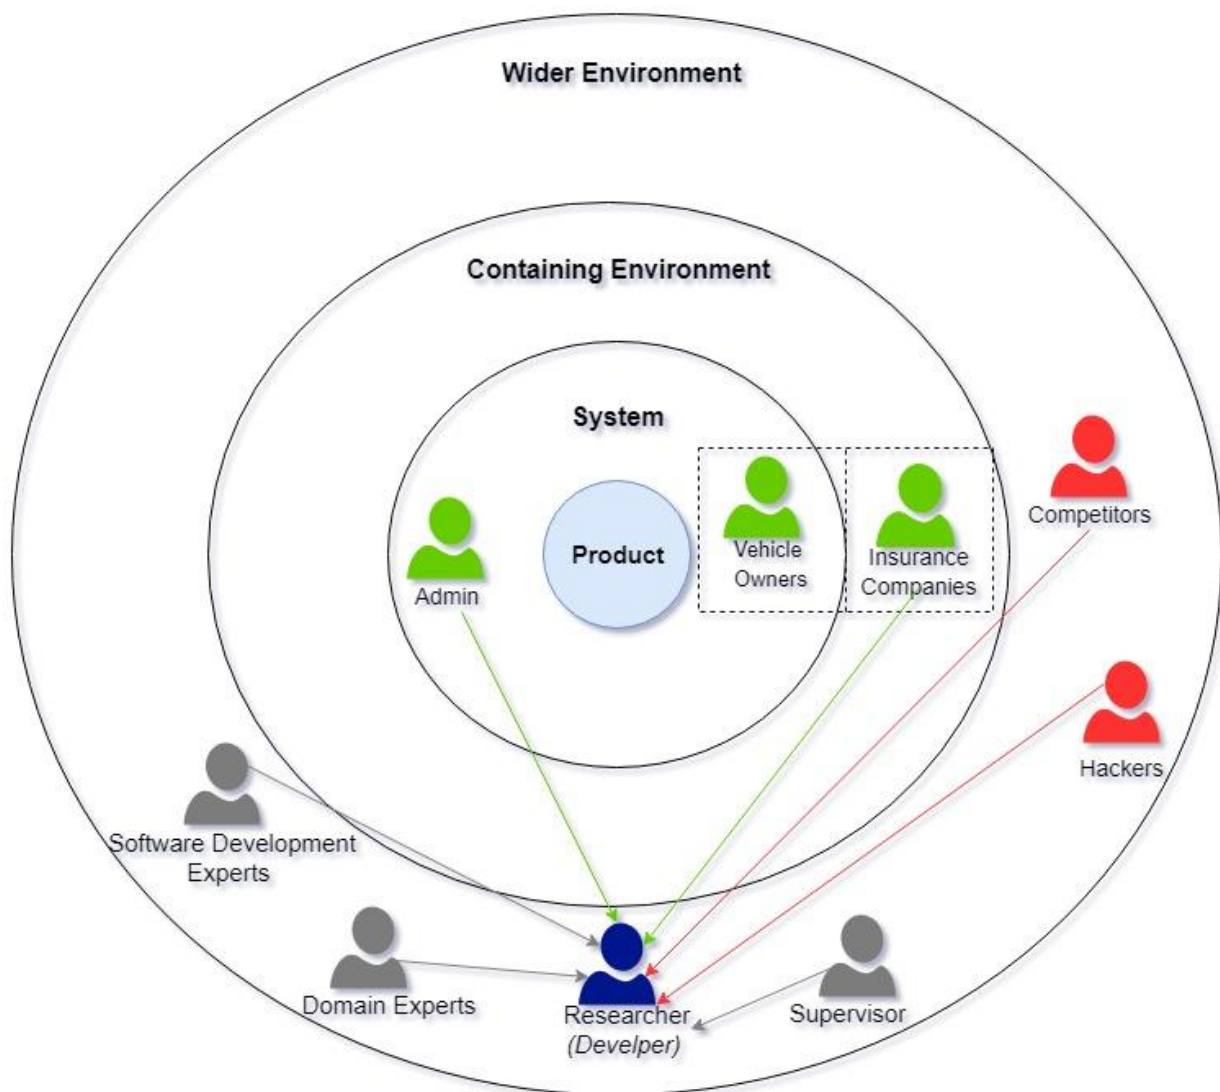 Wider Environment
Containing Environment
System
Product
Admin
Vehicle
Owners
Insurance
Companies
Competitors
Hackers
Software Development
Experts
Domain Experts
Researcher
(Develper)
Supervisor